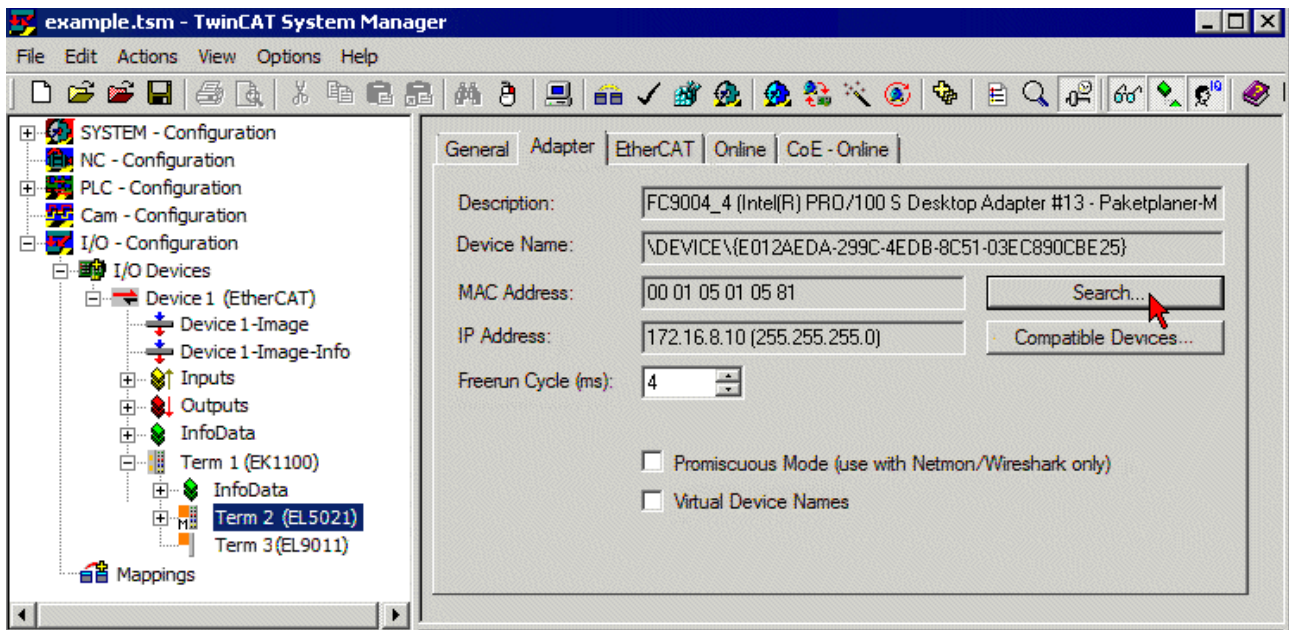 example.tsm - TwinCAT System Manager
File Edit Actions View Options Help
SYSTEM - Configuration
NC - Configuration
PLC - Configuration
Cam - Configuration
I/O - Configuration
I/O Devices
Device 1 (EtherCAT)
Device 1-Image
Device 1-Image-Info
Inputs
Outputs
InfoData
Term 1 (EK1100)
InfoData
Term 2 (EL5021)
Term 3(EL9011)
Mappings
General Adapter EtherCAT Online CoE - Online
Description: FC9004_4 (Intel(R) PRO/100 S Desktop Adapter #13 - Paketplaner-M
Device Name: \DEVICE\{E012AEDA-299C-4EDB-8C51-03EC890CBE25}
MAC Address: 00 01 05 01 05 81 Search...
IP Address: 172.16.8.10 (255.255.255.0) Compatible Devices...
Freerun Cycle (ms): 4
Promiscuous Mode (use with Netmon/Wireshark only)
Virtual Device Names